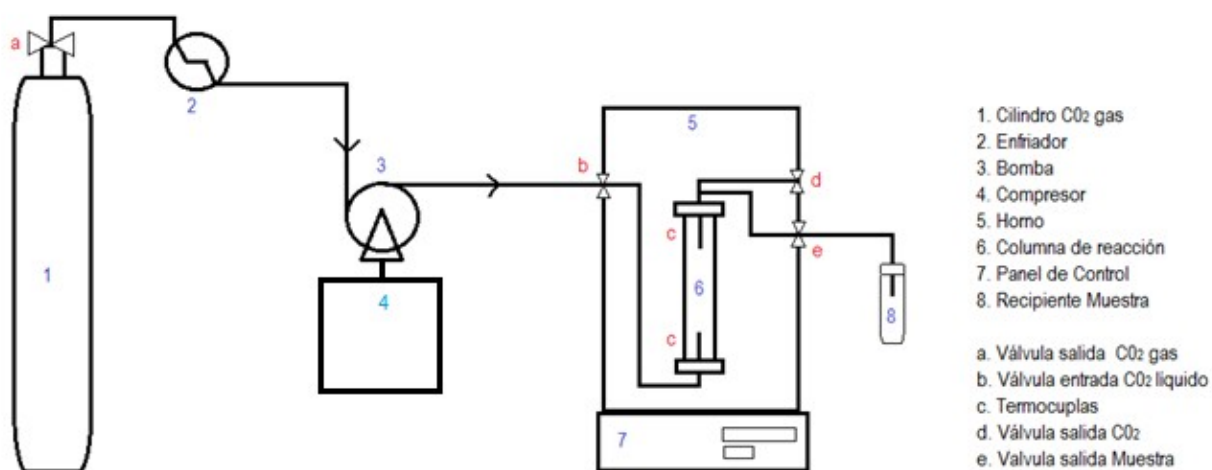 a
2
3
1
4
b
5
c
6
c
7
d
e
8
1. Cilindro C02 gas
2. Enfriador
3. Bomba
4. Compresor
5. Horno
6. Columna de reacción
7. Panel de Control
8. Recipiente Muestra
a. Válvula salida C02 gas
b. Válvula entrada C02 liquido
c. Termocuplas
d. Válvula salida C02
e. Valvula salida Muestra